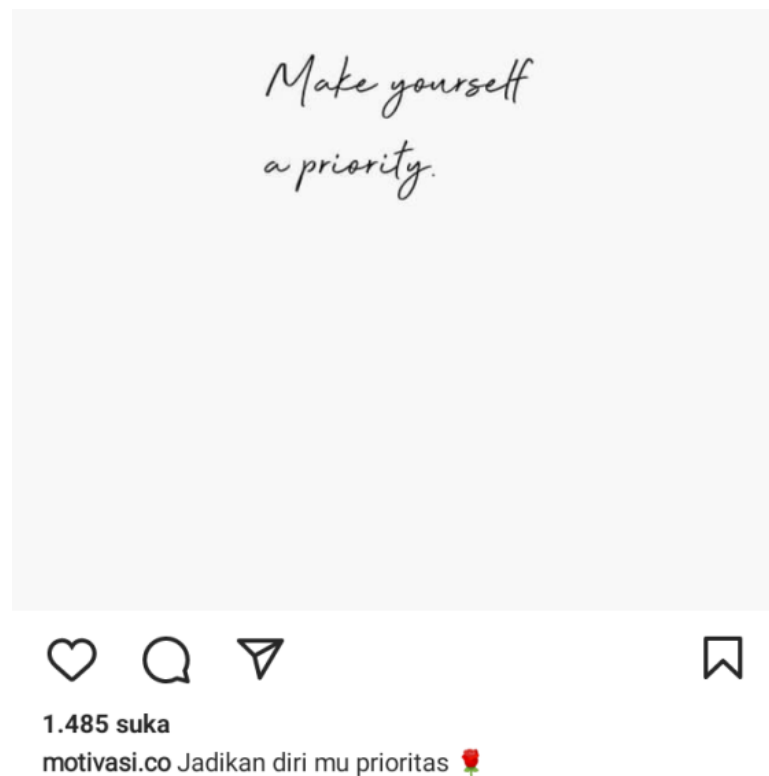 Make yourself
a priority.
1.485 suka
motivasi.co Jadikan diri mu prioritas 🌹